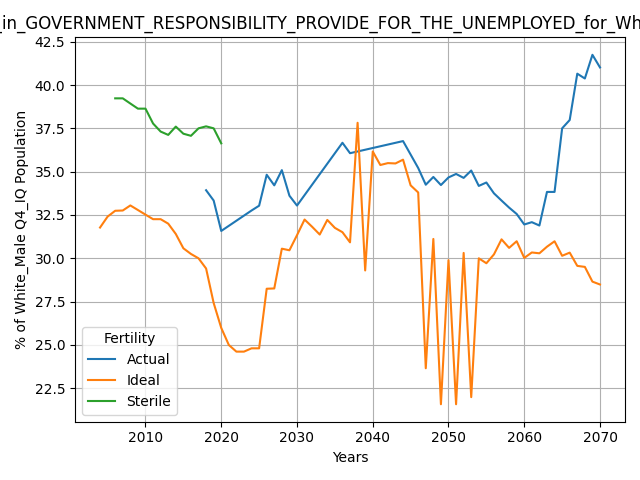 _in_GOVERNMENT_RESPONSIBILITY_PROVIDE_FOR_THE_UNEMPLOYED_for_Wh
42.5
40.0
37.5
35.0
32.5
30.0
27.5
25.0
22.5
% of White_Male Q4_IQ Population
Fertility
Actual
Ideal
Sterile
2010 2020 2030 2040 2050 2060 2070
Years